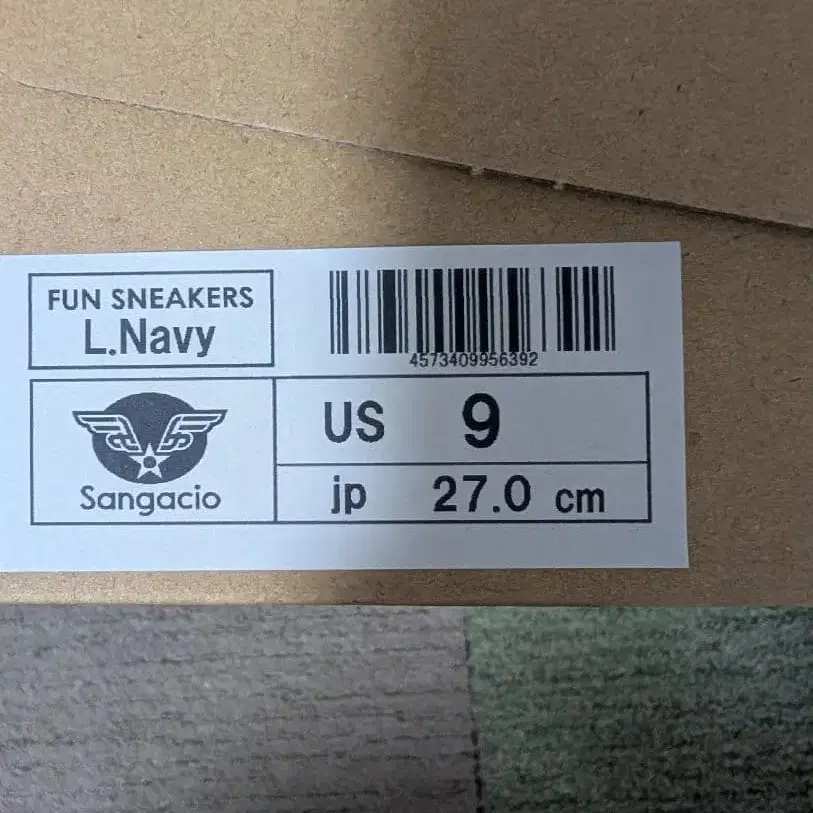 FUN SNEAKERS
L.Navy
4573409956392
Sangacio
US 9
jp 27.0 cm